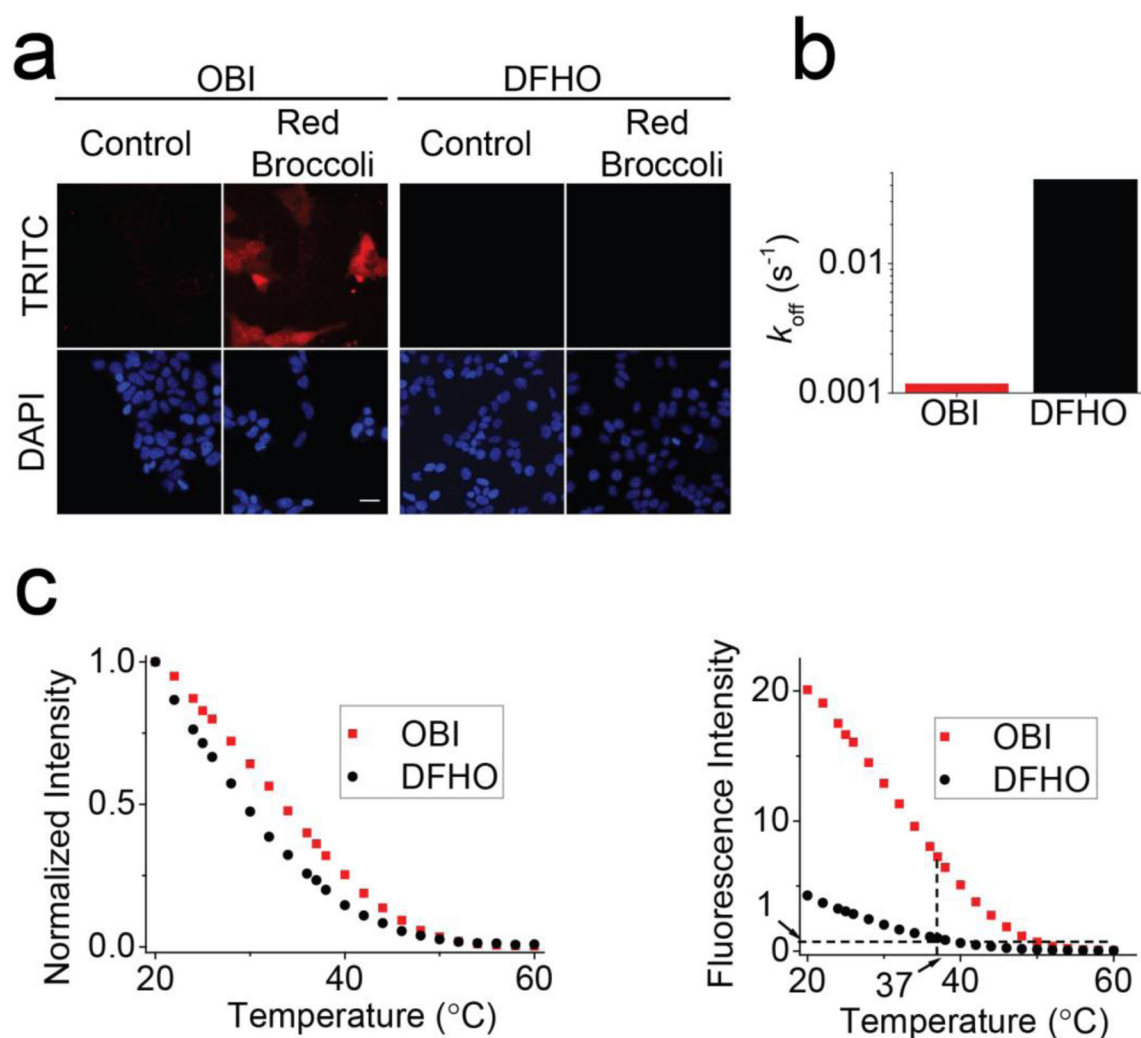 a
OBI DFHO
Control Red Broccoli Control Red Broccoli
TRITC
DAPI
b
k_off (s⁻¹)
0.01
0.001
OBI DFHO
c
Normalized Intensity
1.0
0.5
0.0
OBI
DFHO
20 40 60
Temperature (°C)
Fluorescence Intensity
20
10
1
0
OBI
DFHO
20 37 40 60
Temperature (°C)